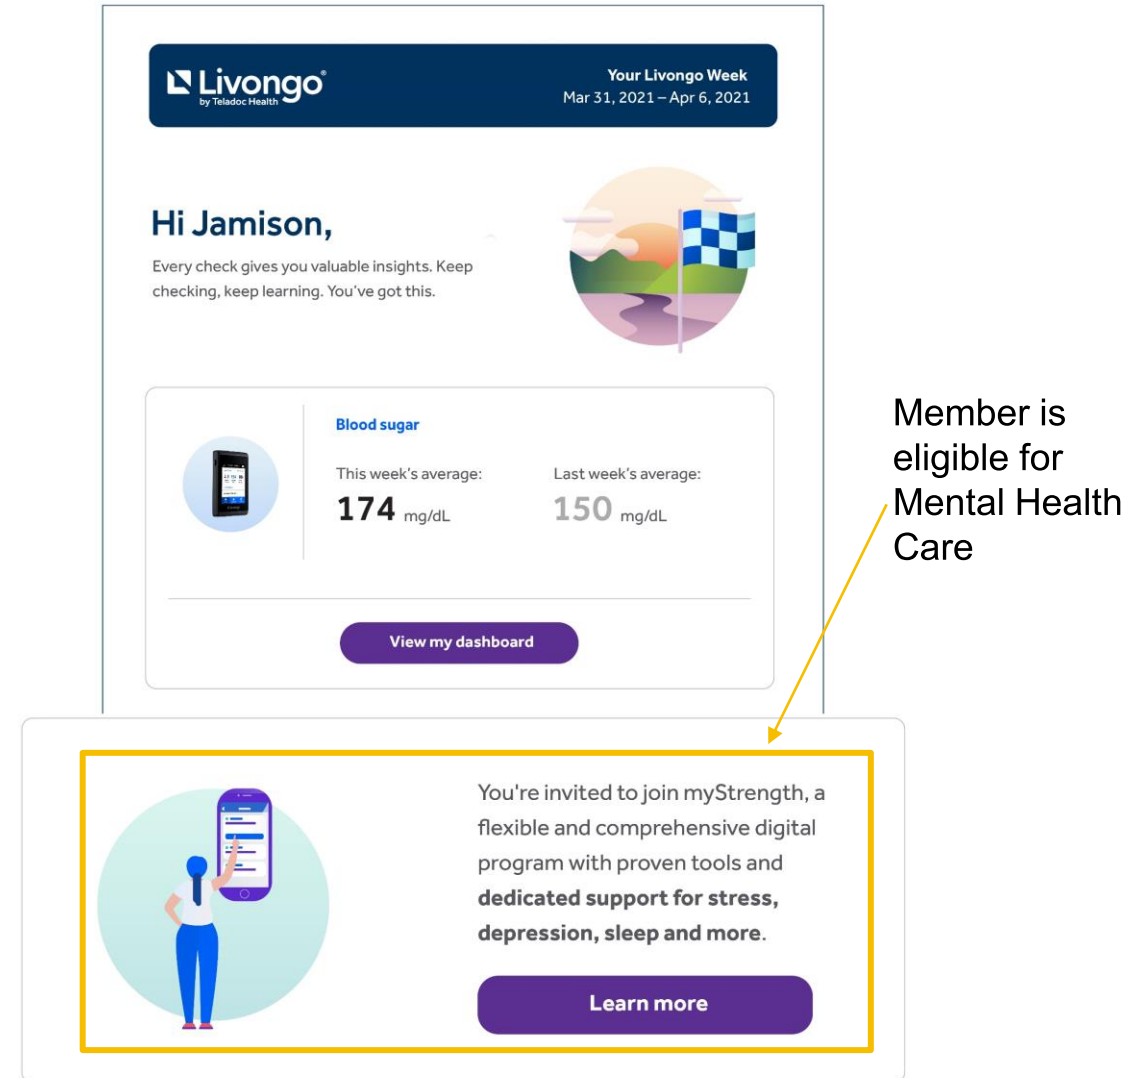 Livongo®
by Teladoc Health
Your Livongo Week
Mar 31, 2021 – Apr 6, 2021
Hi Jamison,
Every check gives you valuable insights. Keep
checking, keep learning. You've got this.
Blood sugar
This week's average:
174 mg/dL
Last week's average:
150 mg/dL
View my dashboard
Member is
eligible for
Mental Health
Care
You're invited to join myStrength, a
flexible and comprehensive digital
program with proven tools and
dedicated support for stress,
depression, sleep and more.
Learn more